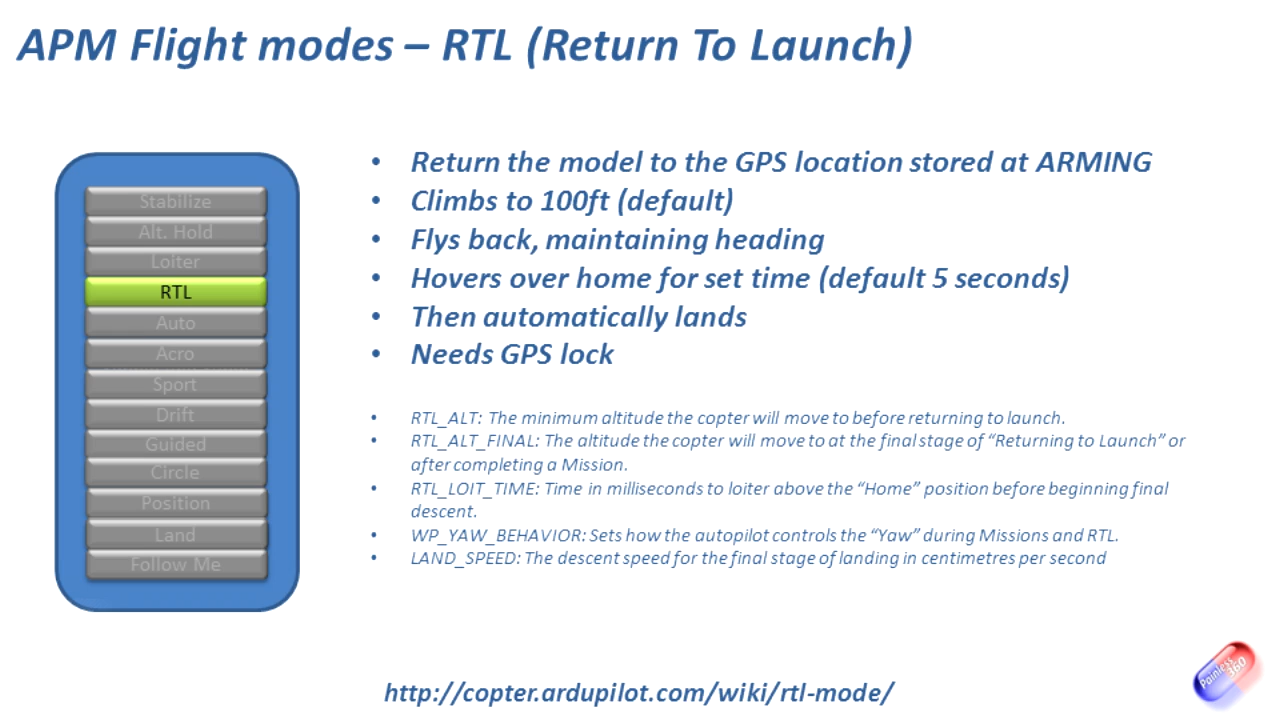 APM Flight modes – RTL (Return To Launch)
Stabilize
Alt. Hold
Loiter
RTL
Auto
Acro
Sport
Drift
Guided
Circle
Position
Land
Follow Me
• Return the model to the GPS location stored at ARMING
• Climbs to 100ft (default)
• Flys back, maintaining heading
• Hovers over home for set time (default 5 seconds)
• Then automatically lands
• Needs GPS lock
• RTL_ALT: The minimum altitude the copter will move to before returning to launch.
• RTL_ALT_FINAL: The altitude the copter will move to at the final stage of “Returning to Launch” or
after completing a Mission.
• RTL_LOIT_TIME: Time in milliseconds to loiter above the “Home” position before beginning final
descent.
• WP_YAW_BEHAVIOR: Sets how the autopilot controls the “Yaw” during Missions and RTL.
• LAND_SPEED: The descent speed for the final stage of landing in centimetres per second
http://copter.ardupilot.com/wiki/rtl-mode/
Painless
360